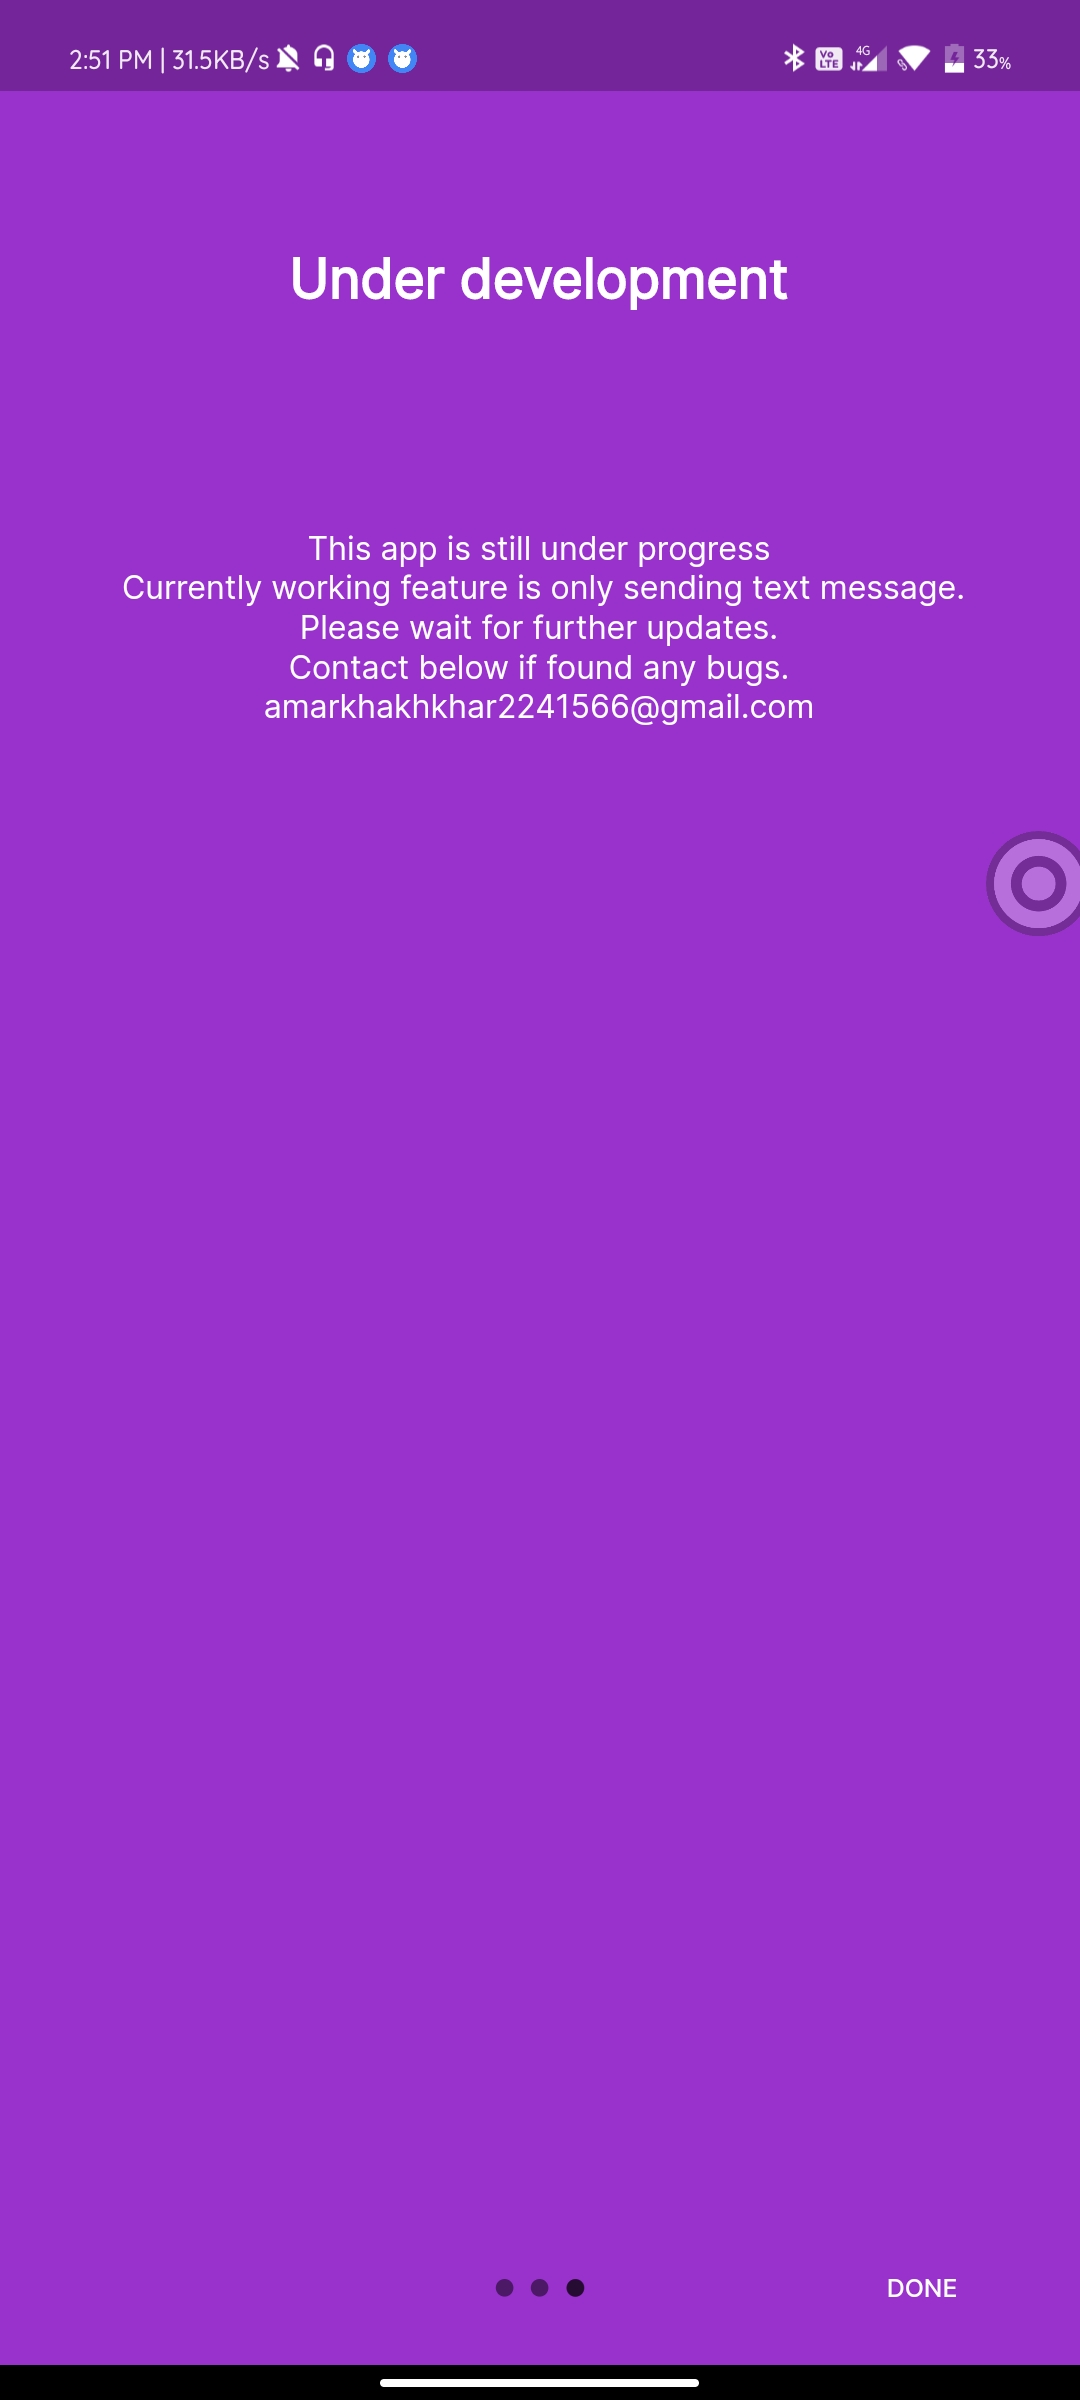 2:51 PM | 31.5KB/s
Vo LTE 4G 33%
Under development
This app is still under progress
Currently working feature is only sending text message.
Please wait for further updates.
Contact below if found any bugs.
amarkhakhkhar2241566@gmail.com
DONE